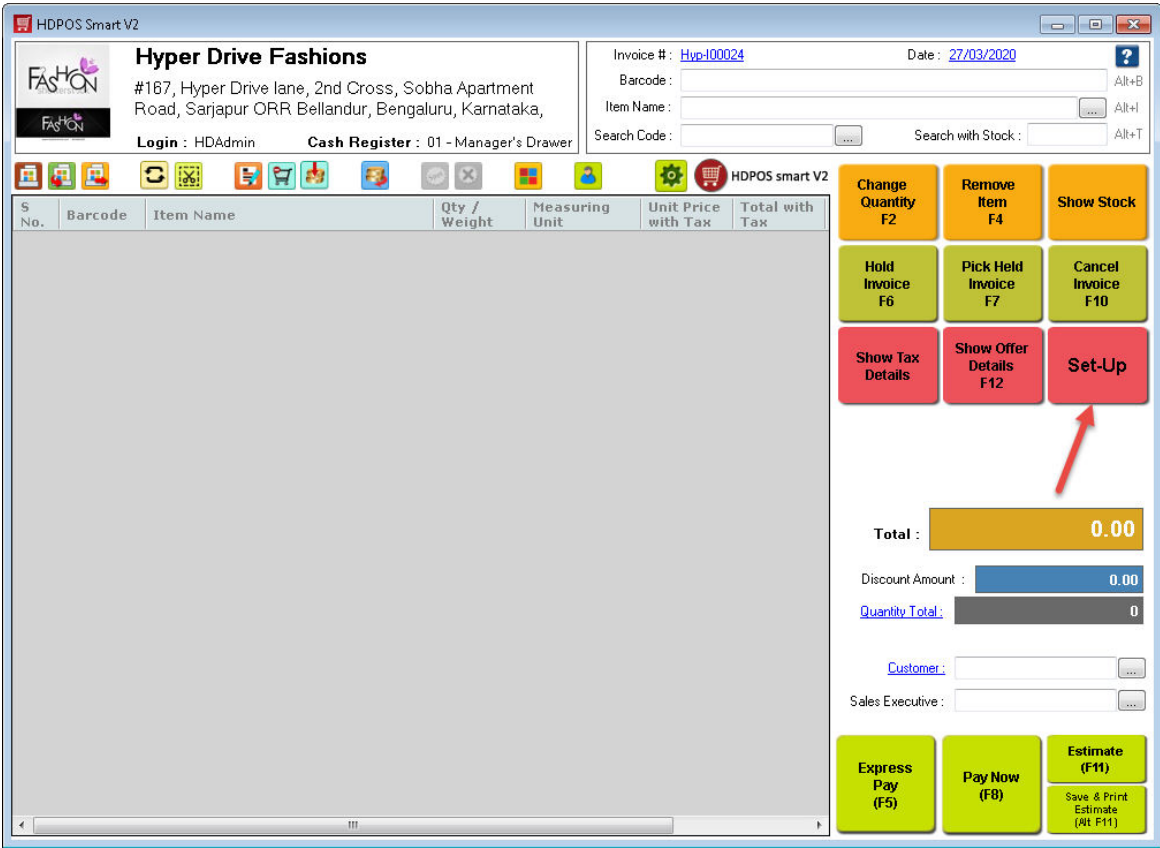 HDPOS Smart V2
FASHON
shutterstock
FASHON
Hyper Drive Fashions
#167, Hyper Drive lane, 2nd Cross, Sobha Apartment
Road, Sarjapur ORR Bellandur, Bengaluru, Karnataka,
Login : HDAdmin Cash Register : 01 - Manager's Drawer
Invoice # : Hyp-I00024 Date : 27/03/2020 ?
Barcode : Alt+B
Item Name : ... Alt+I
Search Code : ... Search with Stock : Alt+T
HDPOS smart V2
S No. Barcode Item Name Qty / Weight Measuring Unit Unit Price with Tax Total with Tax
Change
Quantity
F2
Remove
Item
F4
Show Stock
Hold
Invoice
F6
Pick Held
Invoice
F7
Cancel
Invoice
F10
Show Tax
Details
Show Offer
Details
F12
Set-Up
Total : 0.00
Discount Amount : 0.00
Quantity Total : 0
Customer : ...
Sales Executive : ...
Express
Pay
(F5)
Pay Now
(F8)
Estimate
(F11)
Save & Print
Estimate
(Alt F11)